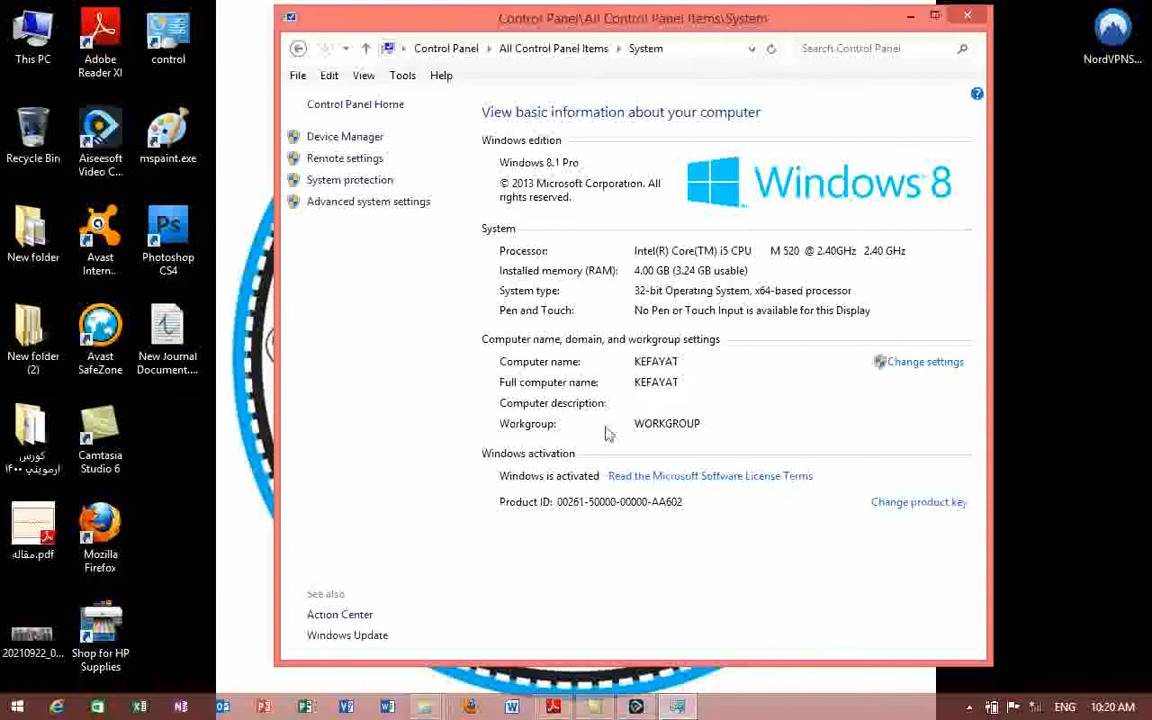 Control Panel\All Control Panel Items\System
Control Panel
All Control Panel Items
System
Search Control Panel
File
Edit
View
Tools
Help
Control Panel Home
Device Manager
Remote settings
System protection
Advanced system settings
See also
Action Center
Windows Update
View basic information about your computer
Windows edition
Windows 8.1 Pro
© 2013 Microsoft Corporation. All
rights reserved.
Windows 8
System
Processor: Intel(R) Core(TM) i5 CPU M 520 @ 2.40GHz 2.40 GHz
Installed memory (RAM): 4.00 GB (3.24 GB usable)
System type: 32-bit Operating System, x64-based processor
Pen and Touch: No Pen or Touch Input is available for this Display
Computer name, domain, and workgroup settings
Computer name: KEFAYAT
Change settings
Full computer name: KEFAYAT
Computer description:
Workgroup: WORKGROUP
Windows activation
Windows is activated Read the Microsoft Software License Terms
Product ID: 00261-50000-00000-AA602
Change product key
This PC
Adobe
Reader XI
control
Recycle Bin
Aiseesoft
Video C...
mspaint.exe
New folder
Avast
Intern...
Ps
Photoshop
CS4
New folder
(2)
Avast
SafeZone
New Journal
Document....
کورس
ارموینپ ۱۴۰۰
Camtasia
Studio 6
مقاله.pdf
Mozilla
Firefox
20210922_0...
Shop for HP
Supplies
NordVPNS...
ENG
10:20 AM